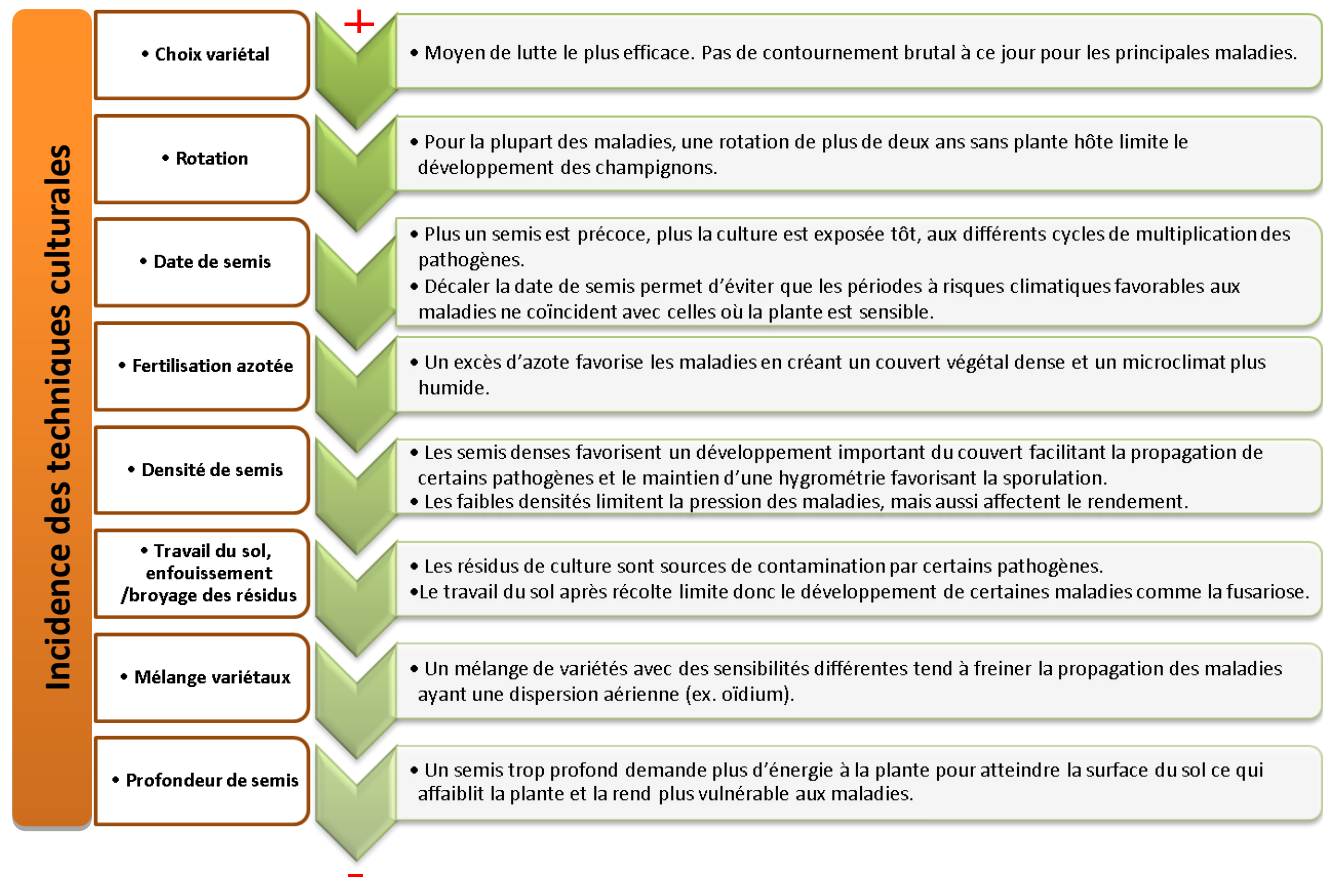 Incidence des techniques culturales
+
• Choix variétal
• Moyen de lutte le plus efficace. Pas de contournement brutal à ce jour pour les principales maladies.
• Rotation
• Pour la plupart des maladies, une rotation de plus de deux ans sans plante hôte limite le
développement des champignons.
• Date de semis
• Plus un semis est précoce, plus la culture est exposée tôt, aux différents cycles de multiplication des
pathogènes.
• Décaler la date de semis permet d'éviter que les périodes à risques climatiques favorables aux
maladies ne coïncident avec celles où la plante est sensible.
• Fertilisation azotée
• Un excès d'azote favorise les maladies en créant un couvert végétal dense et un microclimat plus
humide.
• Densité de semis
• Les semis denses favorisent un développement important du couvert facilitant la propagation de
certains pathogènes et le maintien d'une hygrométrie favorisant la sporulation.
• Les faibles densités limitent la pression des maladies, mais aussi affectent le rendement.
• Travail du sol,
enfouissement
/broyage des résidus
• Les résidus de culture sont sources de contamination par certains pathogènes.
•Le travail du sol après récolte limite donc le développement de certaines maladies comme la fusariose.
• Mélange variétaux
• Un mélange de variétés avec des sensibilités différentes tend à freiner la propagation des maladies
ayant une dispersion aérienne (ex. oïdium).
• Profondeur de semis
• Un semis trop profond demande plus d'énergie à la plante pour atteindre la surface du sol ce qui
affaiblit la plante et la rend plus vulnérable aux maladies.
-